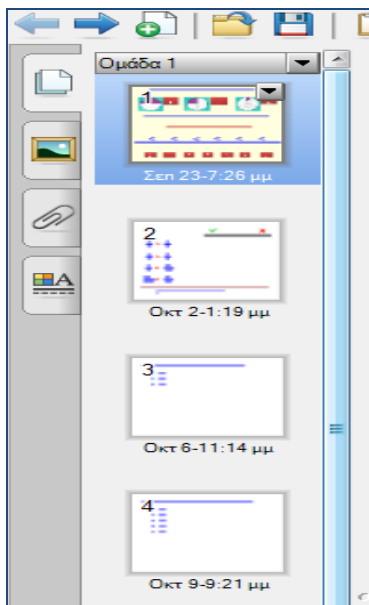 Ομάδα 1
1
Σεπ 23-7:26 μμ
2
Οκτ 2-1:19 μμ
3
Οκτ 6-11:14 μμ
4
Οκτ 9-9:21 μμ
A